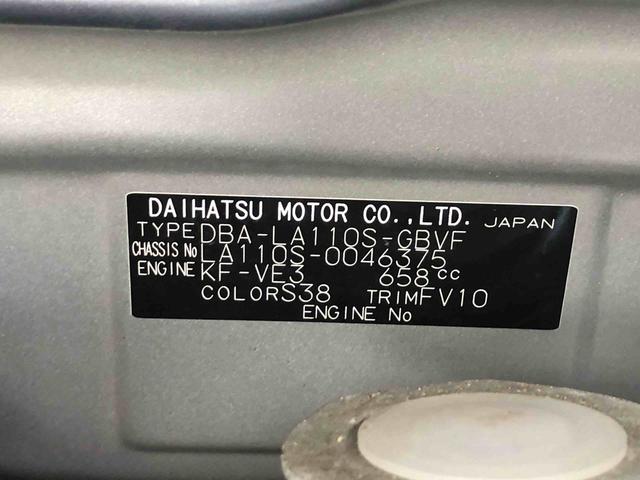 DAIHATSU MOTOR CO.,LTD. JAPAN
TYPE DBA-LA110S-GBVF
CHASSIS No LA110S-0046375
ENGINE KF-VE3 658cc
COLOR S38 TRIM FV10
ENGINE No